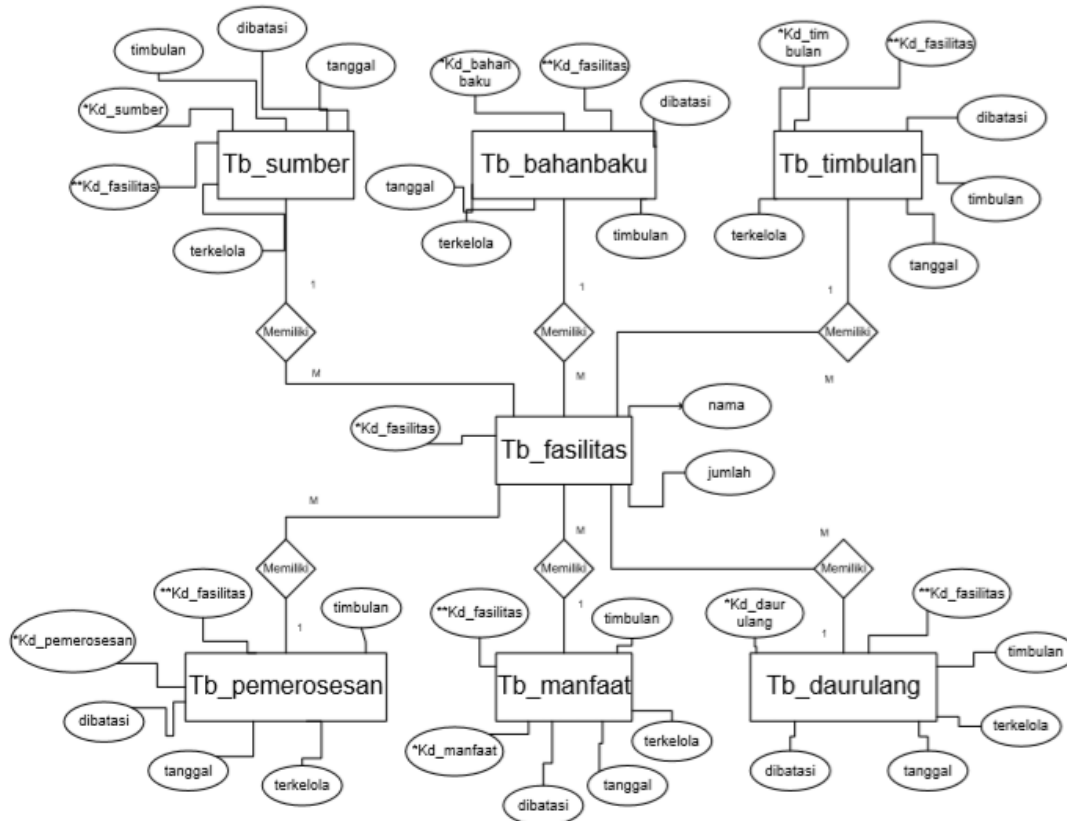 dibatasi
timbulan
tanggal
*Kd_sumber
**Kd_fasilitas
Tb_sumber
terkelola
*Kd_bahan
baku
**Kd_fasilitas
dibatasi
Tb_bahanbaku
tanggal
terkelola
timbulan
*Kd_tim
bulan
**Kd_fasilitas
dibatasi
Tb_timbulan
timbulan
terkelola
tanggal
1
1
1
Memiliki
Memiliki
Memiliki
M
M
M
*Kd_fasilitas
Tb_fasilitas
nama
jumlah
M
M
M
Memiliki
Memiliki
Memiliki
1
1
1
**Kd_fasilitas
timbulan
*Kd_pemerosesan
Tb_pemerosesan
dibatasi
tanggal
terkelola
**Kd_fasilitas
timbulan
Tb_manfaat
*Kd_manfaat
terkelola
dibatasi
tanggal
*Kd_daur
ulang
**Kd_fasilitas
timbulan
Tb_daurulang
terkelola
dibatasi
tanggal